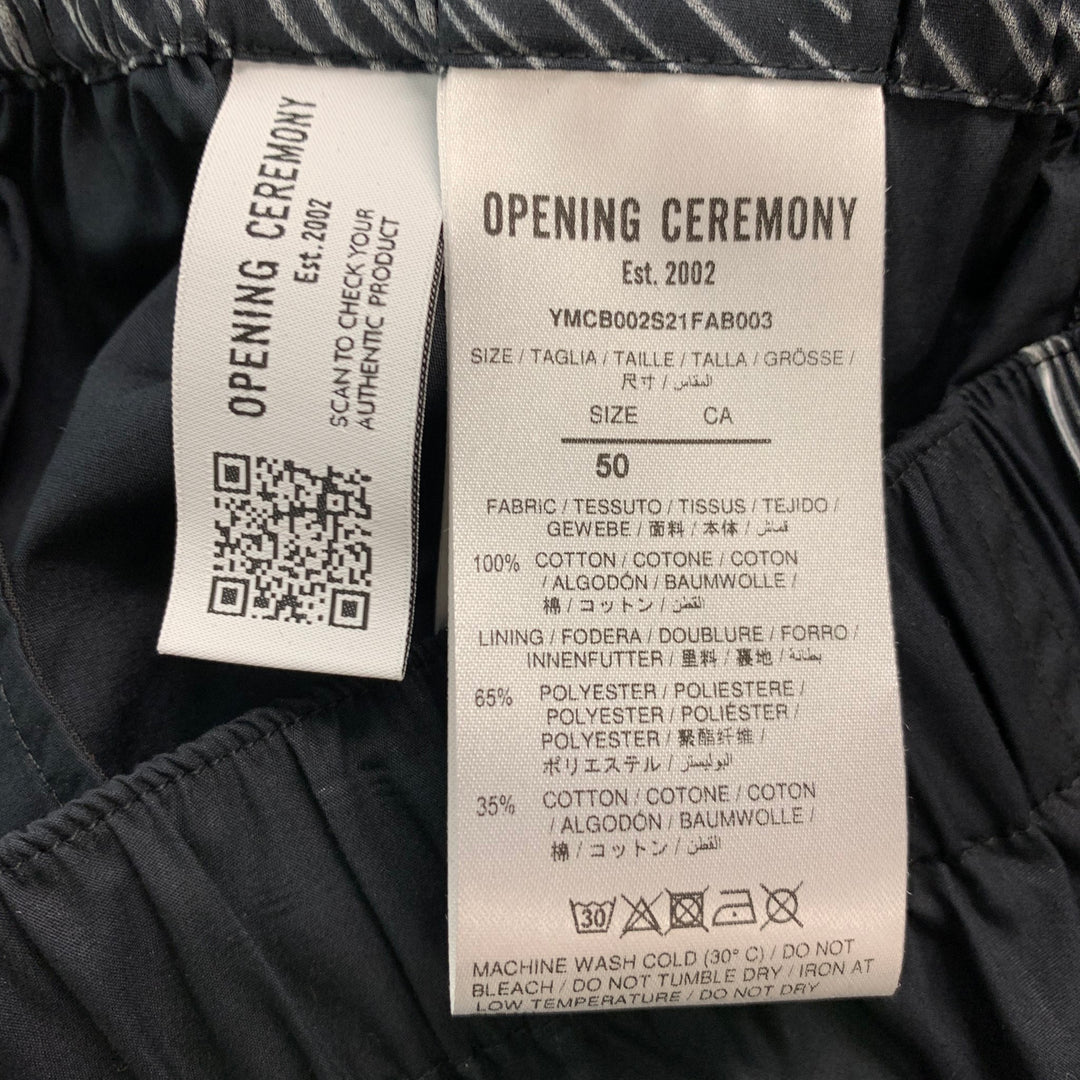 OPENING CEREMONY
Est.2002
SCAN TO CHECK YOUR
AUTHENTIC PRODUCT
OPENING CEREMONY
Est. 2002
YMCB002S21FAB003
SIZE / TAGLIA / TAILLE / TALLA / GRÖSSE /
尺寸 / المقاس /
SIZE CA
50
FABRIC / TESSUTO / TISSUS / TEJIDO /
GEWEBE / 面料 / 本体 / قماش /
100% COTTON / COTONE / COTON
/ ALGODÓN / BAUMWOLLE /
棉 / コットン / القطن /
LINING / FODERA / DOUBLURE / FORRO /
INNENFUTTER / 里料 / 裏地 / بطانة /
65% POLYESTER / POLIESTERE /
POLYESTER / POLIÉSTER /
POLYESTER / 聚酯纤维 /
ポリエステル / البوليستر /
35% COTTON / COTONE / COTON
/ ALGODÓN / BAUMWOLLE /
棉 / コットン / القطن /
30
MACHINE WASH COLD (30° C) / DO NOT
BLEACH / DO NOT TUMBLE DRY / IRON AT
LOW TEMPERATURE / DO NOT DRY